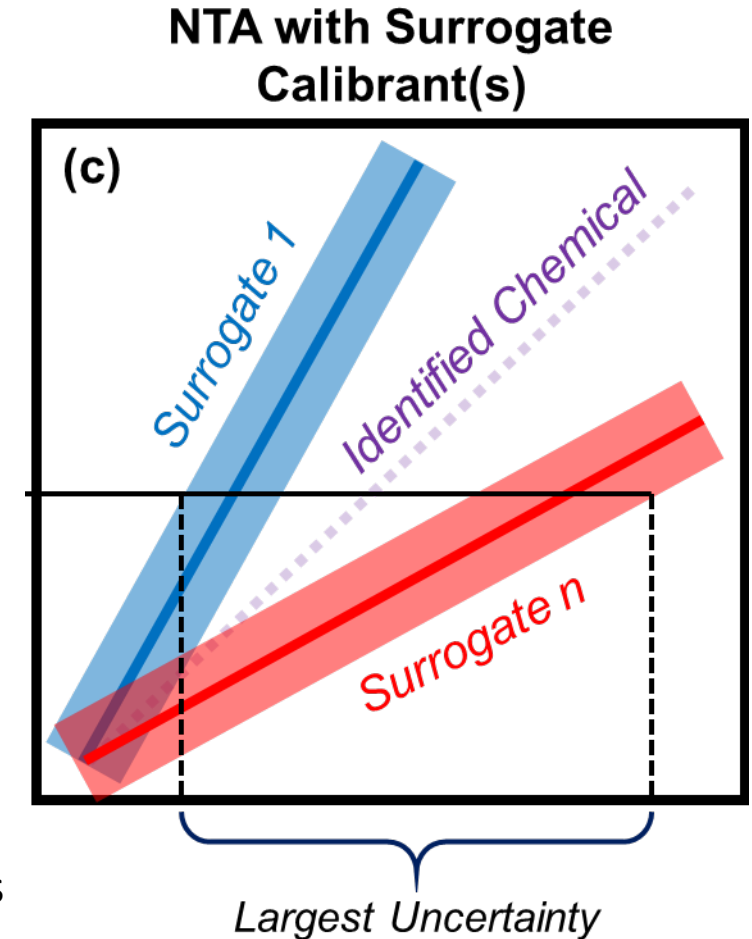 NTA with Surrogate
Calibrant(s)
(c)
Surrogate 1
Identified Chemical
Surrogate n
s
Largest Uncertainty